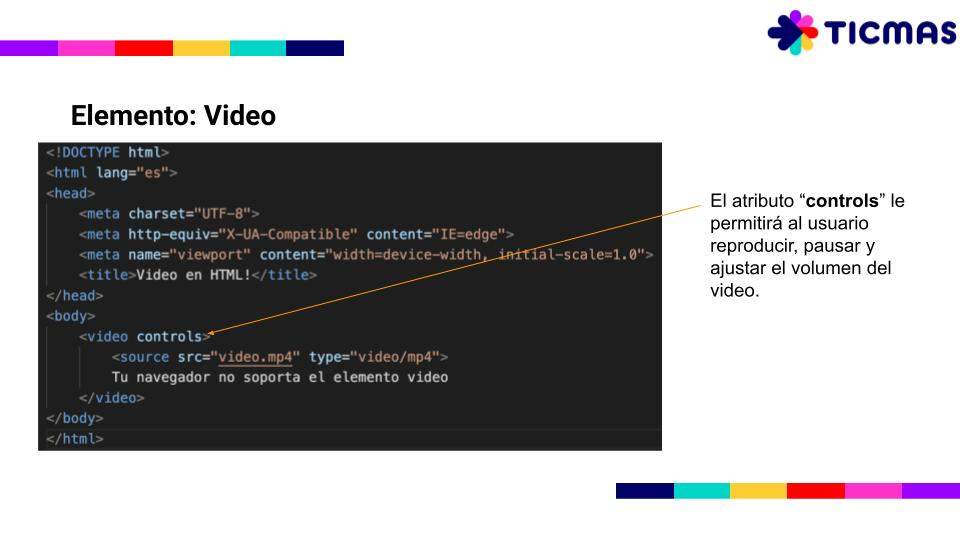 TICMAS
Elemento: Video
<!DOCTYPE html>
<html lang="es">
<head>
<meta charset="UTF-8">
<meta http-equiv="X-UA-Compatible" content="IE=edge">
<meta name="viewport" content="width=device-width, initial-scale=1.0">
<title>Video en HTML!</title>
</head>
<body>
<video controls>
<source src="video.mp4" type="video/mp4">
Tu navegador no soporta el elemento video
</video>
</body>
</html>
El atributo “controls” le
permitirá al usuario
reproducir, pausar y
ajustar el volumen del
video.